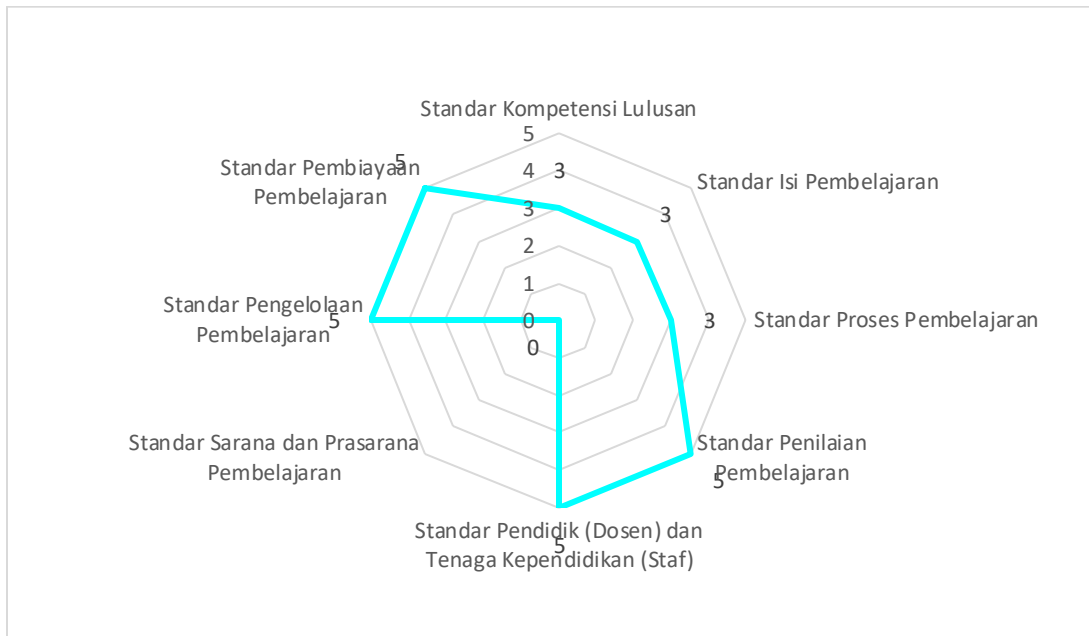 Standar Kompetensi Lulusan
5
4
3
3
2
1
0
0
Standar Isi Pembelajaran
3
Standar Proses Pembelajaran
3
Standar Penilaian
Pembelajaran
5
Standar Pendidik (Dosen) dan
Tenaga Kependidikan (Staf)
5
Standar Sarana dan Prasarana
Pembelajaran
Standar Pengelolaan
Pembelajaran
5
Standar Pembiayaan
Pembelajaran
5